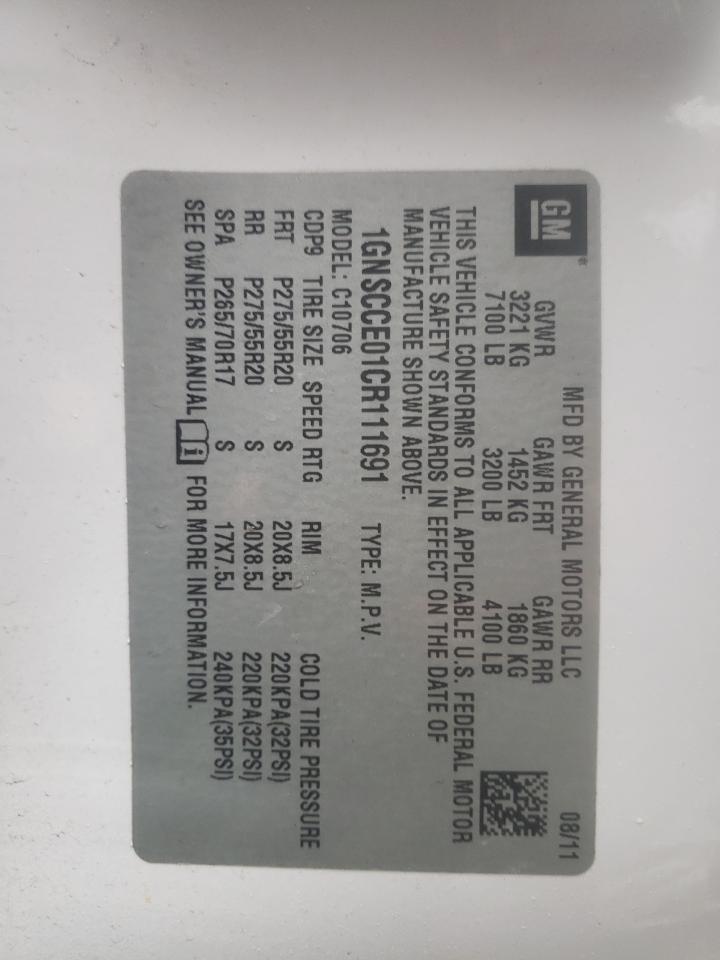 GM
MFD BY GENERAL MOTORS LLC 08/11
GVWR GAWR FRT GAWR RR
3221 KG 1452 KG 1860 KG
7100 LB 3200 LB 4100 LB
THIS VEHICLE CONFORMS TO ALL APPLICABLE U.S. FEDERAL MOTOR
VEHICLE SAFETY STANDARDS IN EFFECT ON THE DATE OF
MANUFACTURE SHOWN ABOVE.
1GNSCCE01CR111691 TYPE: M.P.V.
MODEL: C10706
CDP9 TIRE SIZE SPEED RTG RIM COLD TIRE PRESSURE
FRT P275/55R20 S 20X8.5J 220KPA(32PSI)
RR P275/55R20 S 20X8.5J 220KPA(32PSI)
SPA P265/70R17 S 17X7.5J 240KPA(35PSI)
SEE OWNER'S MANUAL i FOR MORE INFORMATION.